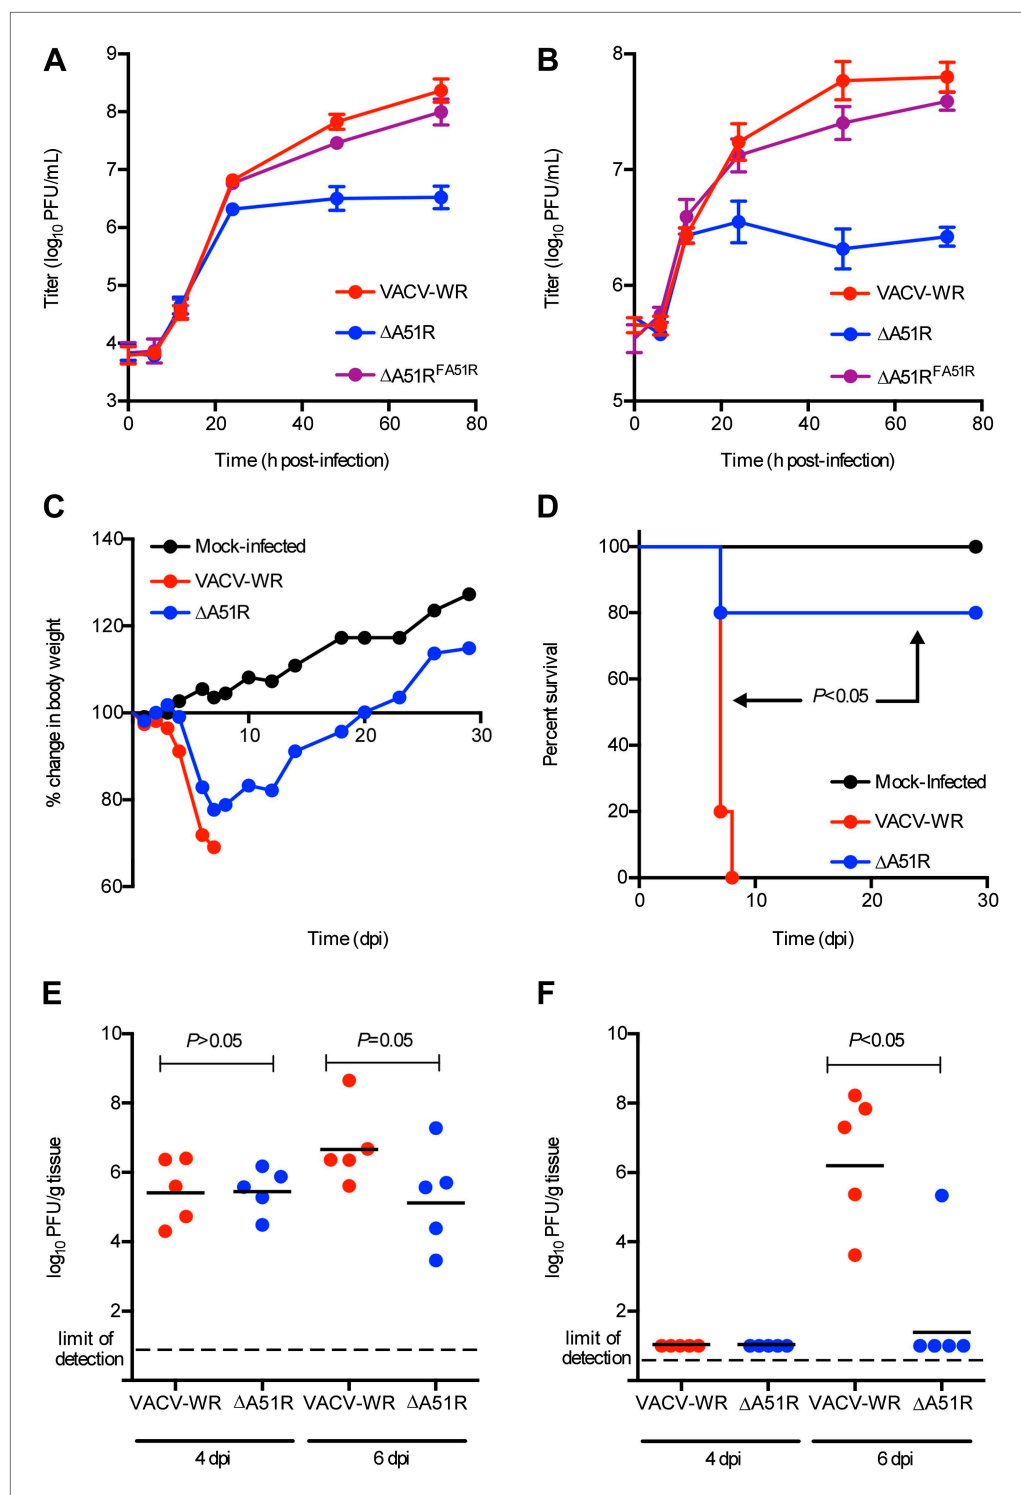 A
9
8
7
6
5
4
3
Titer (log10 PFU/mL)
VACV-WR
ΔA51R
ΔA51R^FA51R
0 20 40 60 80
Time (h post-infection)
B
8
7
6
5
Titer (log10 PFU/mL)
VACV-WR
ΔA51R
ΔA51R^FA51R
0 20 40 60 80
Time (h post-infection)
C
140
120
100
80
60
% change in body weight
Mock-infected
VACV-WR
ΔA51R
10 20 30
Time (dpi)
D
100
80
60
40
20
0
Percent survival
P<0.05
Mock-Infected
VACV-WR
ΔA51R
0 10 20 30
Time (dpi)
E
10
8
6
4
2
log10 PFU/g tissue
P>0.05
P=0.05
limit of
detection
VACV-WR ΔA51R VACV-WR ΔA51R
4 dpi 6 dpi
F
10
8
6
4
2
log10 PFU/g tissue
P<0.05
limit of
detection
VACV-WR ΔA51R VACV-WR ΔA51R
4 dpi 6 dpi